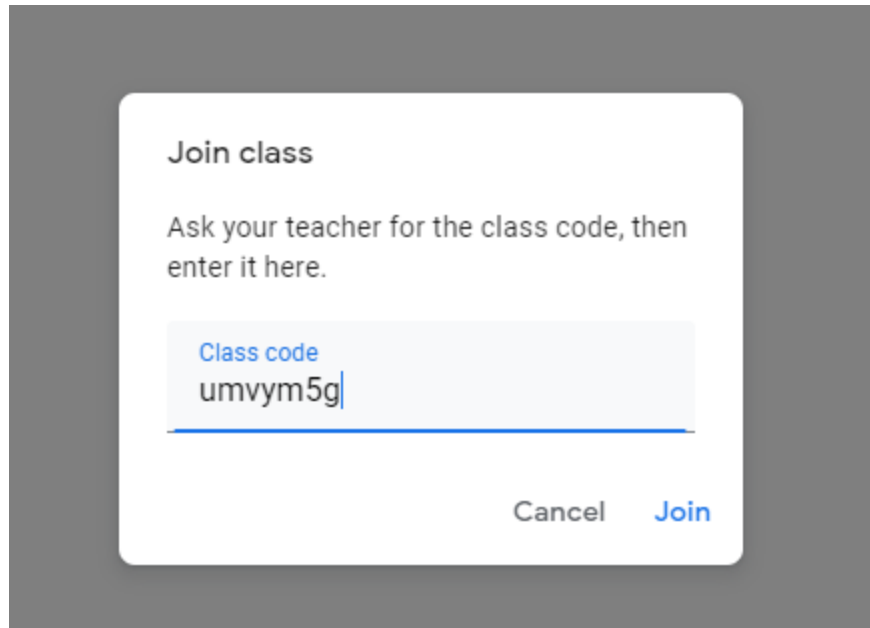 Join class
Ask your teacher for the class code, then
enter it here.
Class code
umvym5g
Cancel Join